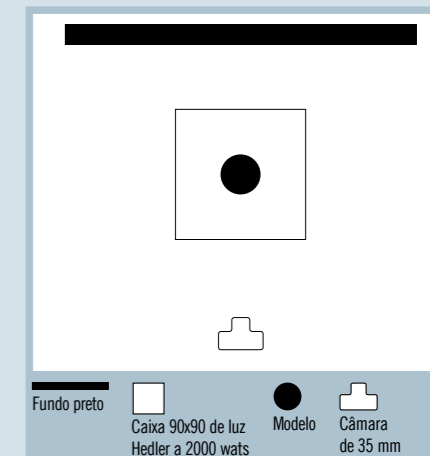 Fundo preto
Caixa 90x90 de luz
Hedler a 2000 wats
Modelo
Câmara
de 35 mm